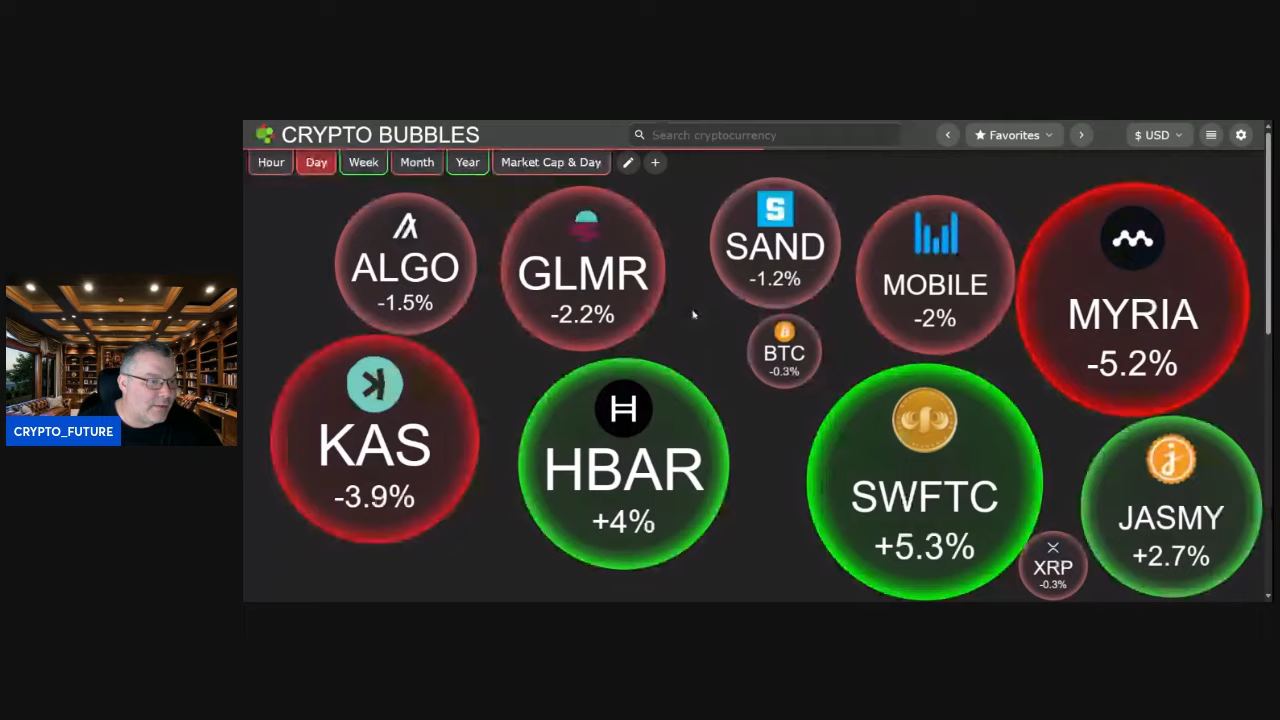 CRYPTO BUBBLES
Search cryptocurrency
Favorites
$ USD
Hour
Day
Week
Month
Year
Market Cap & Day
ALGO
-1.5%
GLMR
-2.2%
SAND
-1.2%
MOBILE
-2%
MYRIA
-5.2%
BTC
-0.3%
KAS
-3.9%
HBAR
+4%
SWFTC
+5.3%
JASMY
+2.7%
XRP
-0.3%
CRYPTO_FUTURE